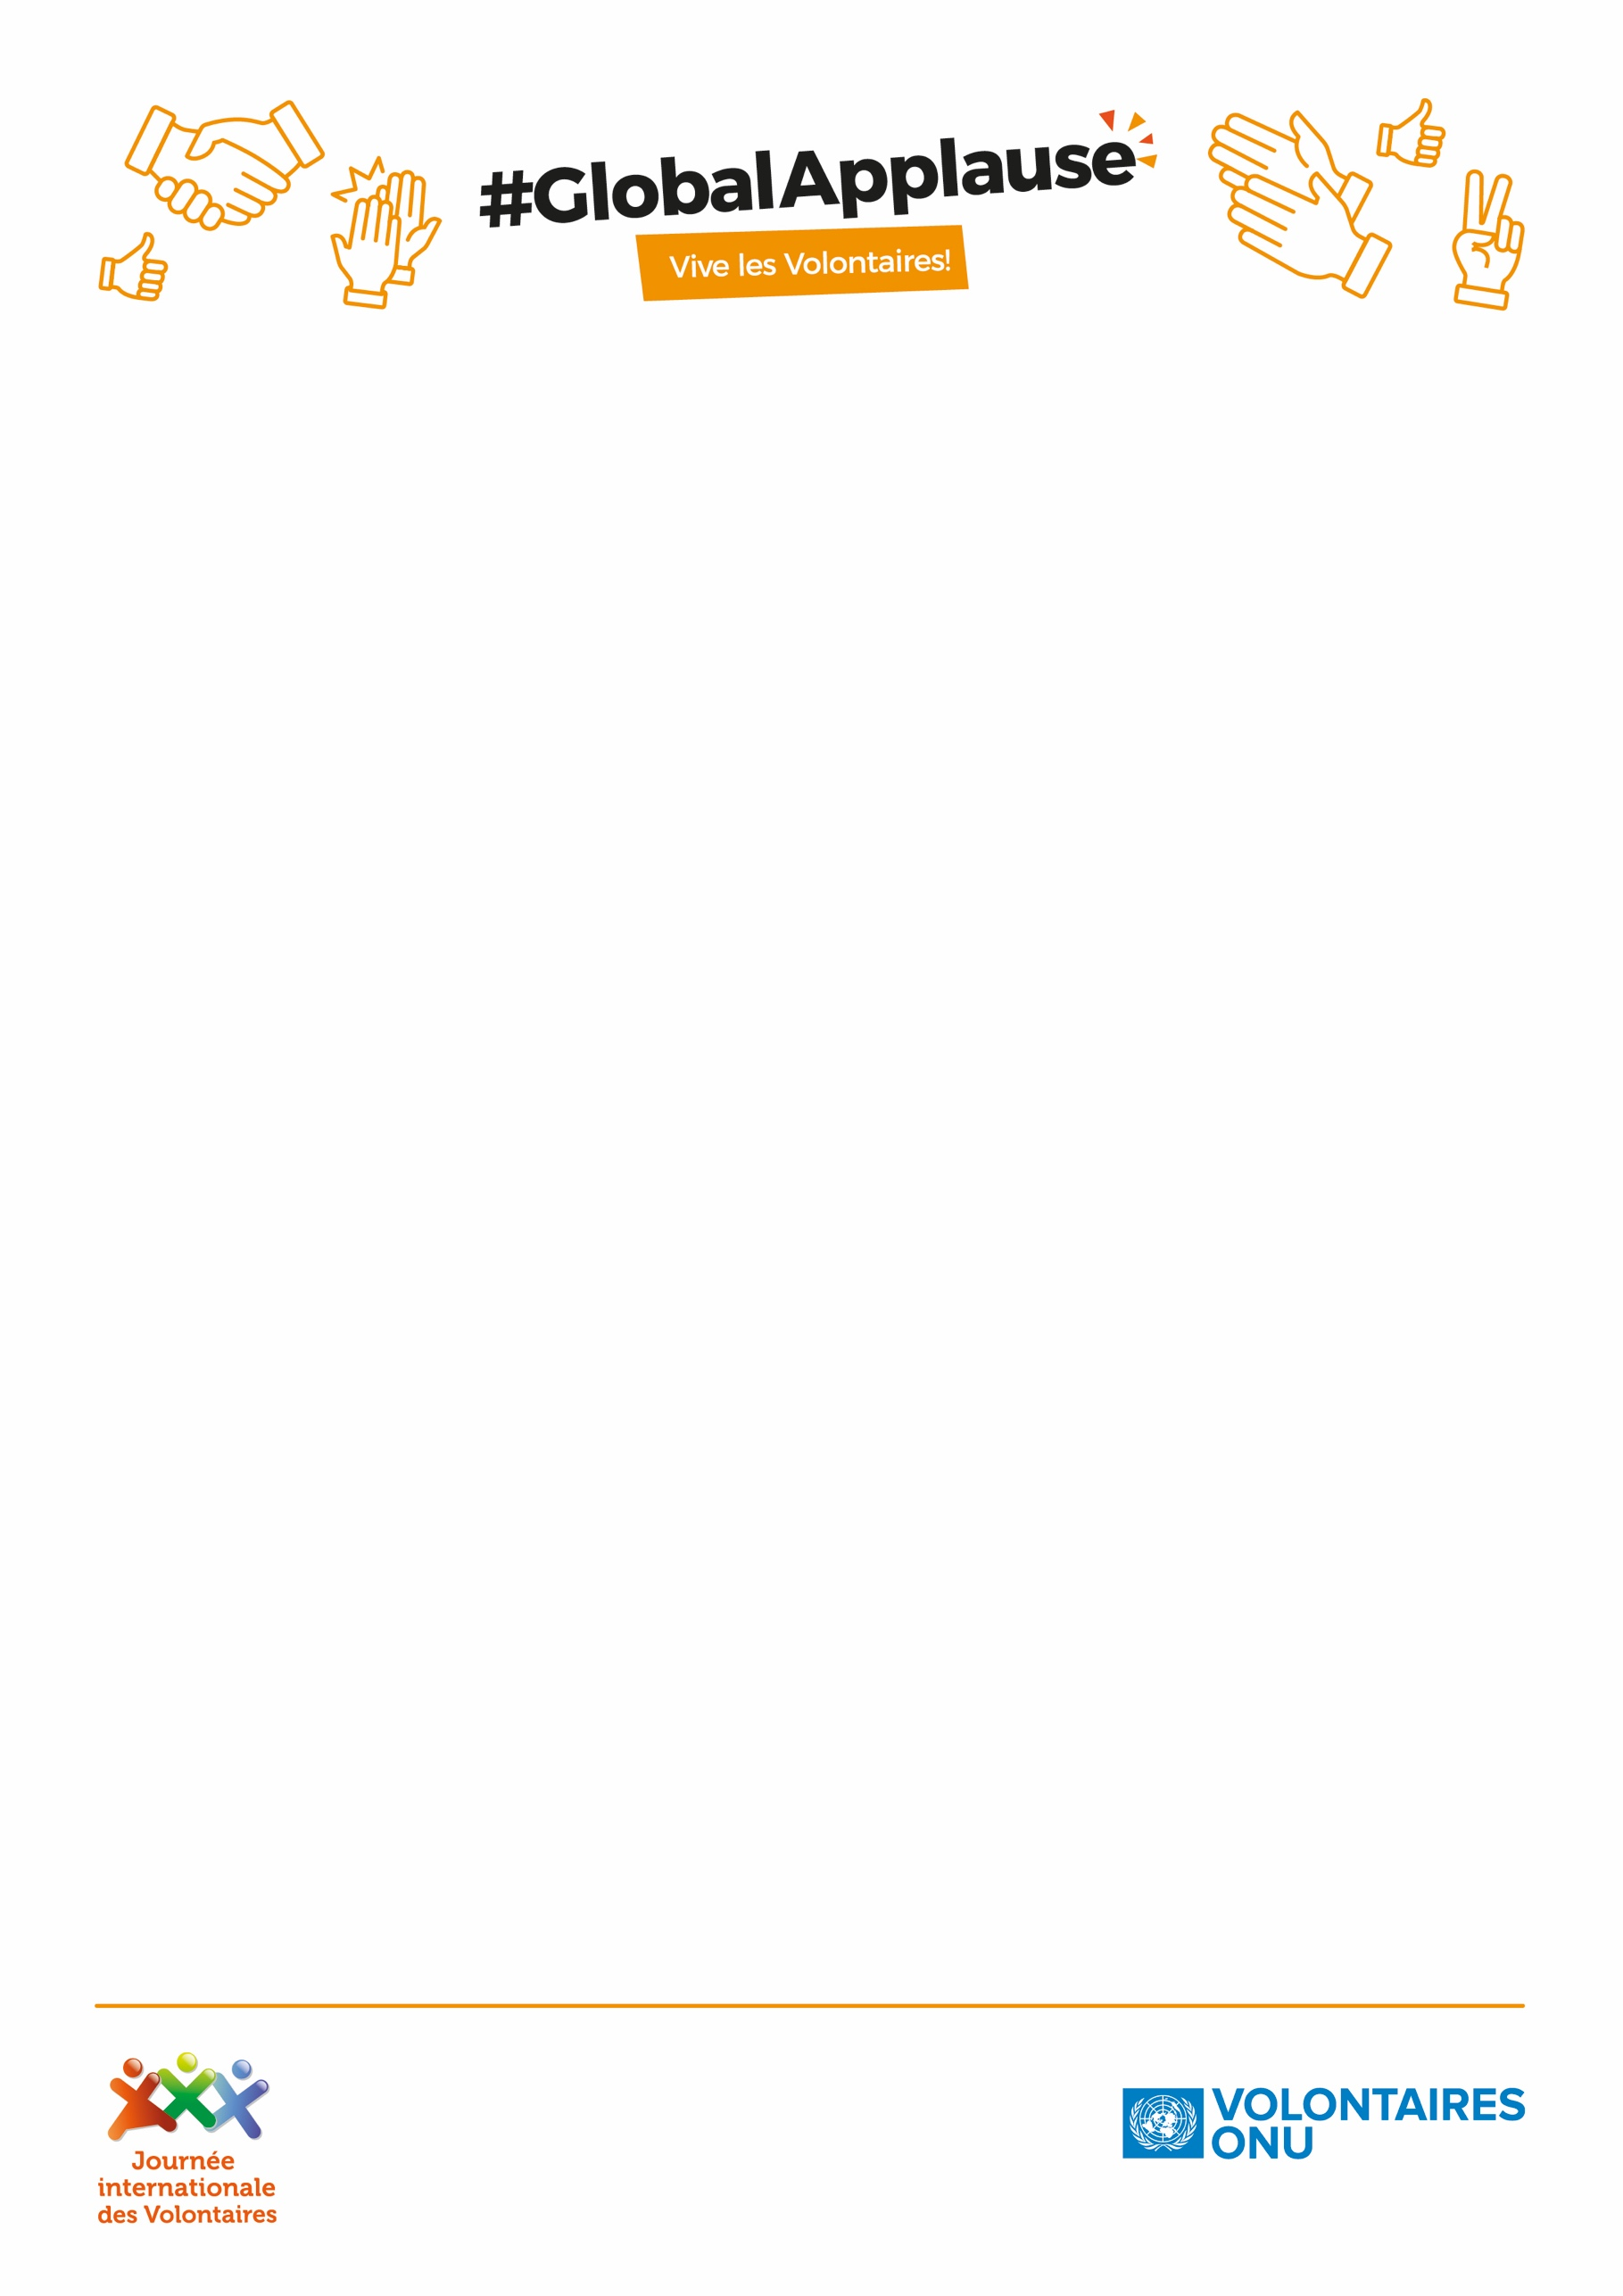 #GlobalApplause
Vive les Volontaires!
Journée
internationale
des Volontaires
VOLONTAIRES
ONU